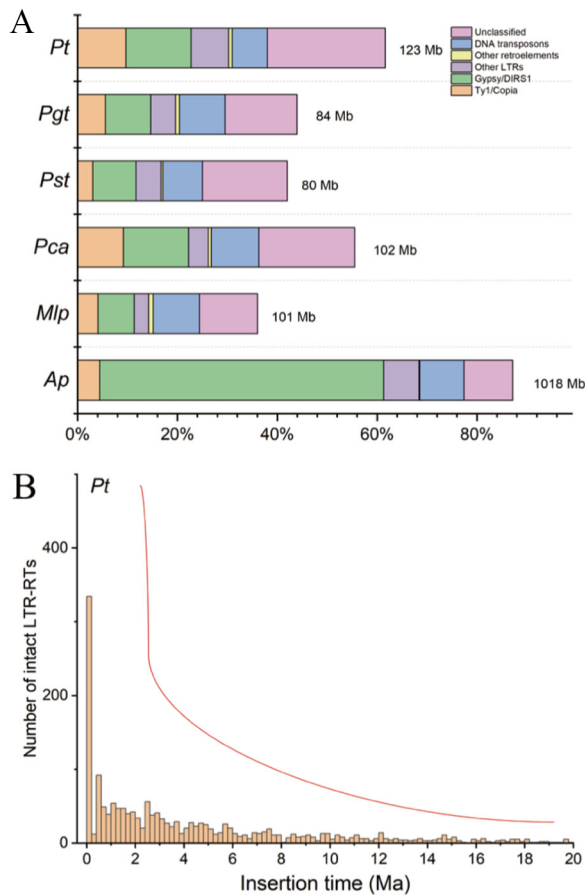 A
Pt
123 Mb
Unclassified
DNA transposons
Other retroelements
Other LTRs
Gypsy/DIRS1
Ty1/Copia
Pgt
84 Mb
Pst
80 Mb
Pca
102 Mb
Mlp
101 Mb
Ap
1018 Mb
0% 20% 40% 60% 80%
B
Pt
Number of intact LTR-RTs
400
200
0
0 2 4 6 8 10 12 14 16 18 20
Insertion time (Ma)